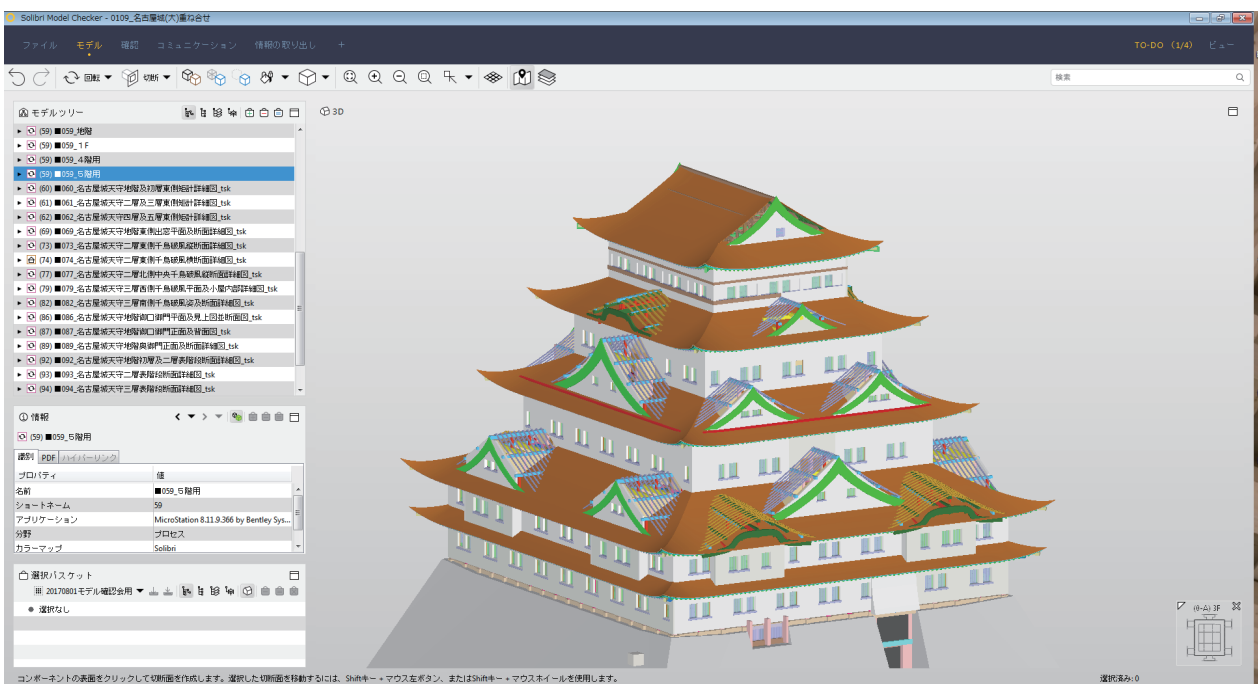 Solibri Model Checker - 0109_名古屋城(大)重ね合せ
ファイル モデル 確認 コミュニケーション 情報の取り出し +
TO-DO (1/4) ビュー
回転 切断
検索
モデルツリー
3D
(59) ■059_地階
(59) ■059_1F
(59) ■059_4階用
(59) ■059_5階用
(60) ■060_名古屋城天守地階及初層東側矩計詳細図_tsk
(61) ■061_名古屋城天守二層及三層東側矩計詳細図_tsk
(62) ■062_名古屋城天守四層及五層東側矩計詳細図_tsk
(69) ■069_名古屋城天守地階東側出窓平面及断面詳細図_tsk
(73) ■073_名古屋城天守二層東側千鳥破風縦断面詳細図_tsk
(74) ■074_名古屋城天守二層東側千鳥破風横断面詳細図_tsk
(77) ■077_名古屋城天守二層北側中央千鳥破風縦断面詳細図_tsk
(79) ■079_名古屋城天守三層西側千鳥破風平面及小屋内部詳細図_tsk
(82) ■082_名古屋城天守三層南側千鳥破風姿及断面詳細図_tsk
(86) ■086_名古屋城天守地階御口御門平面及見上図並断面図_tsk
(87) ■087_名古屋城天守地階御口御門正面及背面図_tsk
(89) ■089_名古屋城天守地階奥御門正面及断面詳細図_tsk
(92) ■092_名古屋城天守地階初層及二層表階段断面詳細図_tsk
(93) ■093_名古屋城天守二層表階段断面詳細図_tsk
(94) ■094_名古屋城天守三層表階段断面詳細図_tsk
情報
(59) ■059_5階用
識別 PDF ハイパーリンク
プロパティ 値
名前 ■059_5階用
ショートネーム 59
アプリケーション MicroStation 8.11.9.366 by Bentley Sys...
分野 プロセス
カラーマップ Solibri
選択バスケット
20170801モデル確認会用
選択なし
(θ-A) 3F
コンポーネントの表面をクリックして切断面を作成します。選択した切断面を移動するには、Shiftキー + マウス左ボタン、またはShiftキー + マウスホイールを使用します。
選択済み: 0